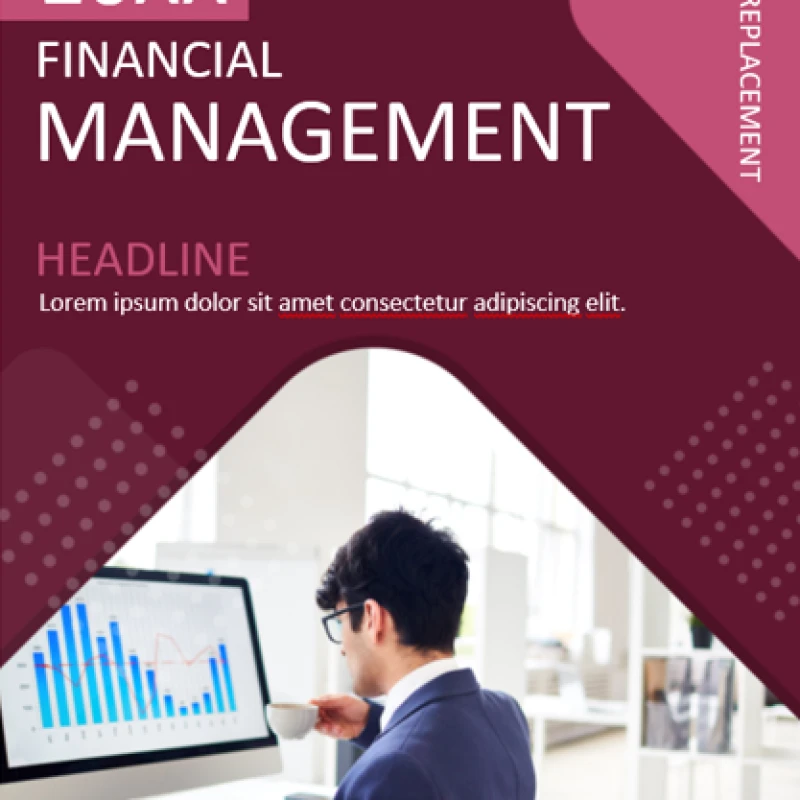 FINANCIAL
MANAGEMENT
REPLACEMENT
HEADLINE
Lorem ipsum dolor sit amet consectetur adipiscing elit.